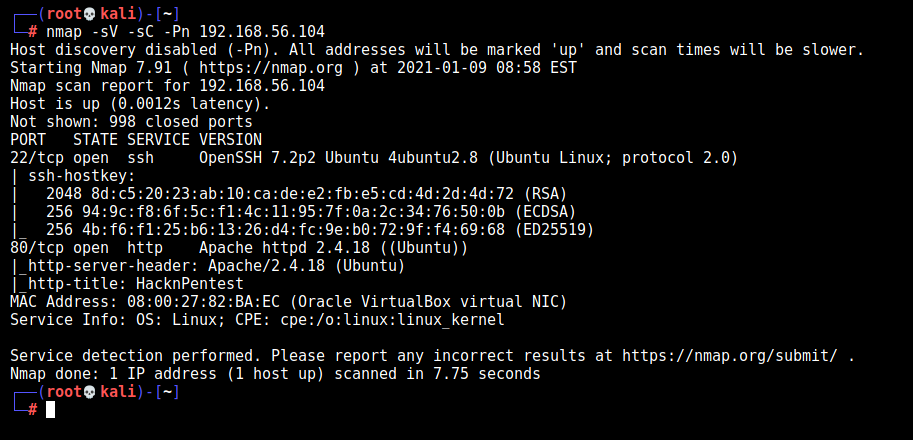 ┌──(root💀kali)-[~]
└─# nmap -sV -sC -Pn 192.168.56.104
Host discovery disabled (-Pn). All addresses will be marked 'up' and scan times will be slower.
Starting Nmap 7.91 ( https://nmap.org ) at 2021-01-09 08:58 EST
Nmap scan report for 192.168.56.104
Host is up (0.0012s latency).
Not shown: 998 closed ports
PORT   STATE SERVICE VERSION
22/tcp open  ssh     OpenSSH 7.2p2 Ubuntu 4ubuntu2.8 (Ubuntu Linux; protocol 2.0)
| ssh-hostkey:
|   2048 8d:c5:20:23:ab:10:ca:de:e2:fb:e5:cd:4d:2d:4d:72 (RSA)
|   256 94:9c:f8:6f:5c:f1:4c:11:95:7f:0a:2c:34:76:50:0b (ECDSA)
|_  256 4b:f6:f1:25:b6:13:26:d4:fc:9e:b0:72:9f:f4:69:68 (ED25519)
80/tcp open  http    Apache httpd 2.4.18 ((Ubuntu))
|_http-server-header: Apache/2.4.18 (Ubuntu)
|_http-title: HacknPentest
MAC Address: 08:00:27:82:BA:EC (Oracle VirtualBox virtual NIC)
Service Info: OS: Linux; CPE: cpe:/o:linux:linux_kernel

Service detection performed. Please report any incorrect results at https://nmap.org/submit/ .
Nmap done: 1 IP address (1 host up) scanned in 7.75 seconds
┌──(root💀kali)-[~]
└─#